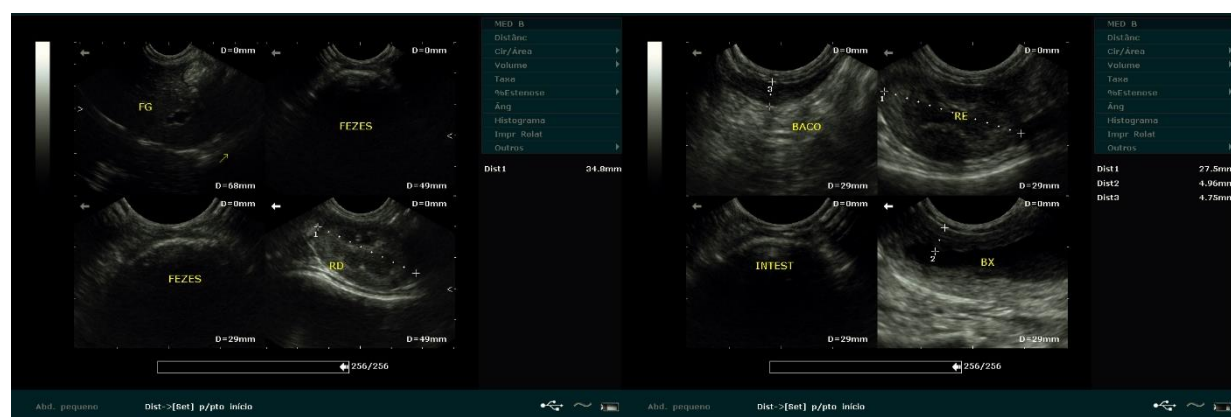 D=0mm
D=0mm
FG
FEZES
D=68mm
D=49mm
D=0mm
D=0mm
1
RD
FEZES
D=29mm
D=49mm
256/256
MED B
Distânc
Cir/Área
Volume
Taxa
%Estenose
Âng
Histograma
Impr Relat
Outros
Dist1 34.8mm
Abd. pequeno Dist->[Set] p/pto início
D=0mm
D=0mm
3
1
RE
BACO
D=29mm
D=29mm
D=0mm
D=0mm
2
INTEST
BX
D=29mm
D=29mm
256/256
MED B
Distânc
Cir/Área
Volume
Taxa
%Estenose
Âng
Histograma
Impr Relat
Outros
Dist1 27.5mm
Dist2 4.96mm
Dist3 4.75mm
Abd. pequeno Dist->[Set] p/pto início